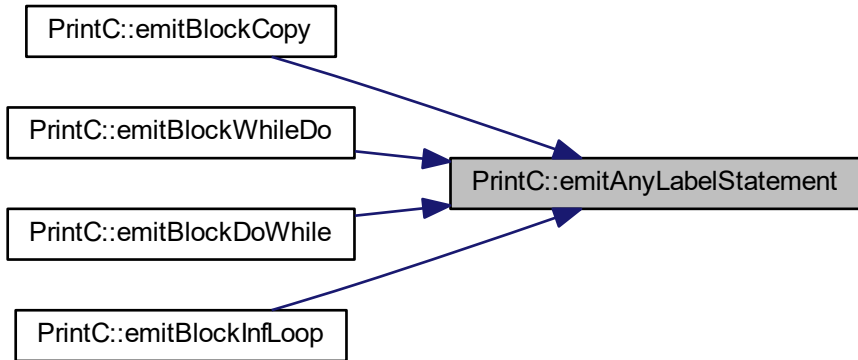 PrintC::emitBlockCopy
PrintC::emitBlockWhileDo
PrintC::emitAnyLabelStatement
PrintC::emitBlockDoWhile
PrintC::emitBlockInfLoop